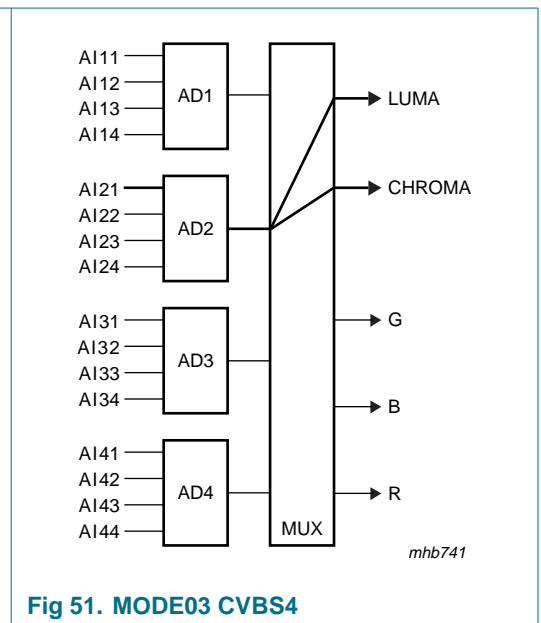 AI11
AI12
AI13
AI14
AD1
LUMA
AI21
AI22
AI23
AI24
AD2
CHROMA
AI31
AI32
AI33
AI34
AD3
G
B
AI41
AI42
AI43
AI44
AD4
R
MUX
mhb741
Fig 51. MODE03 CVBS4